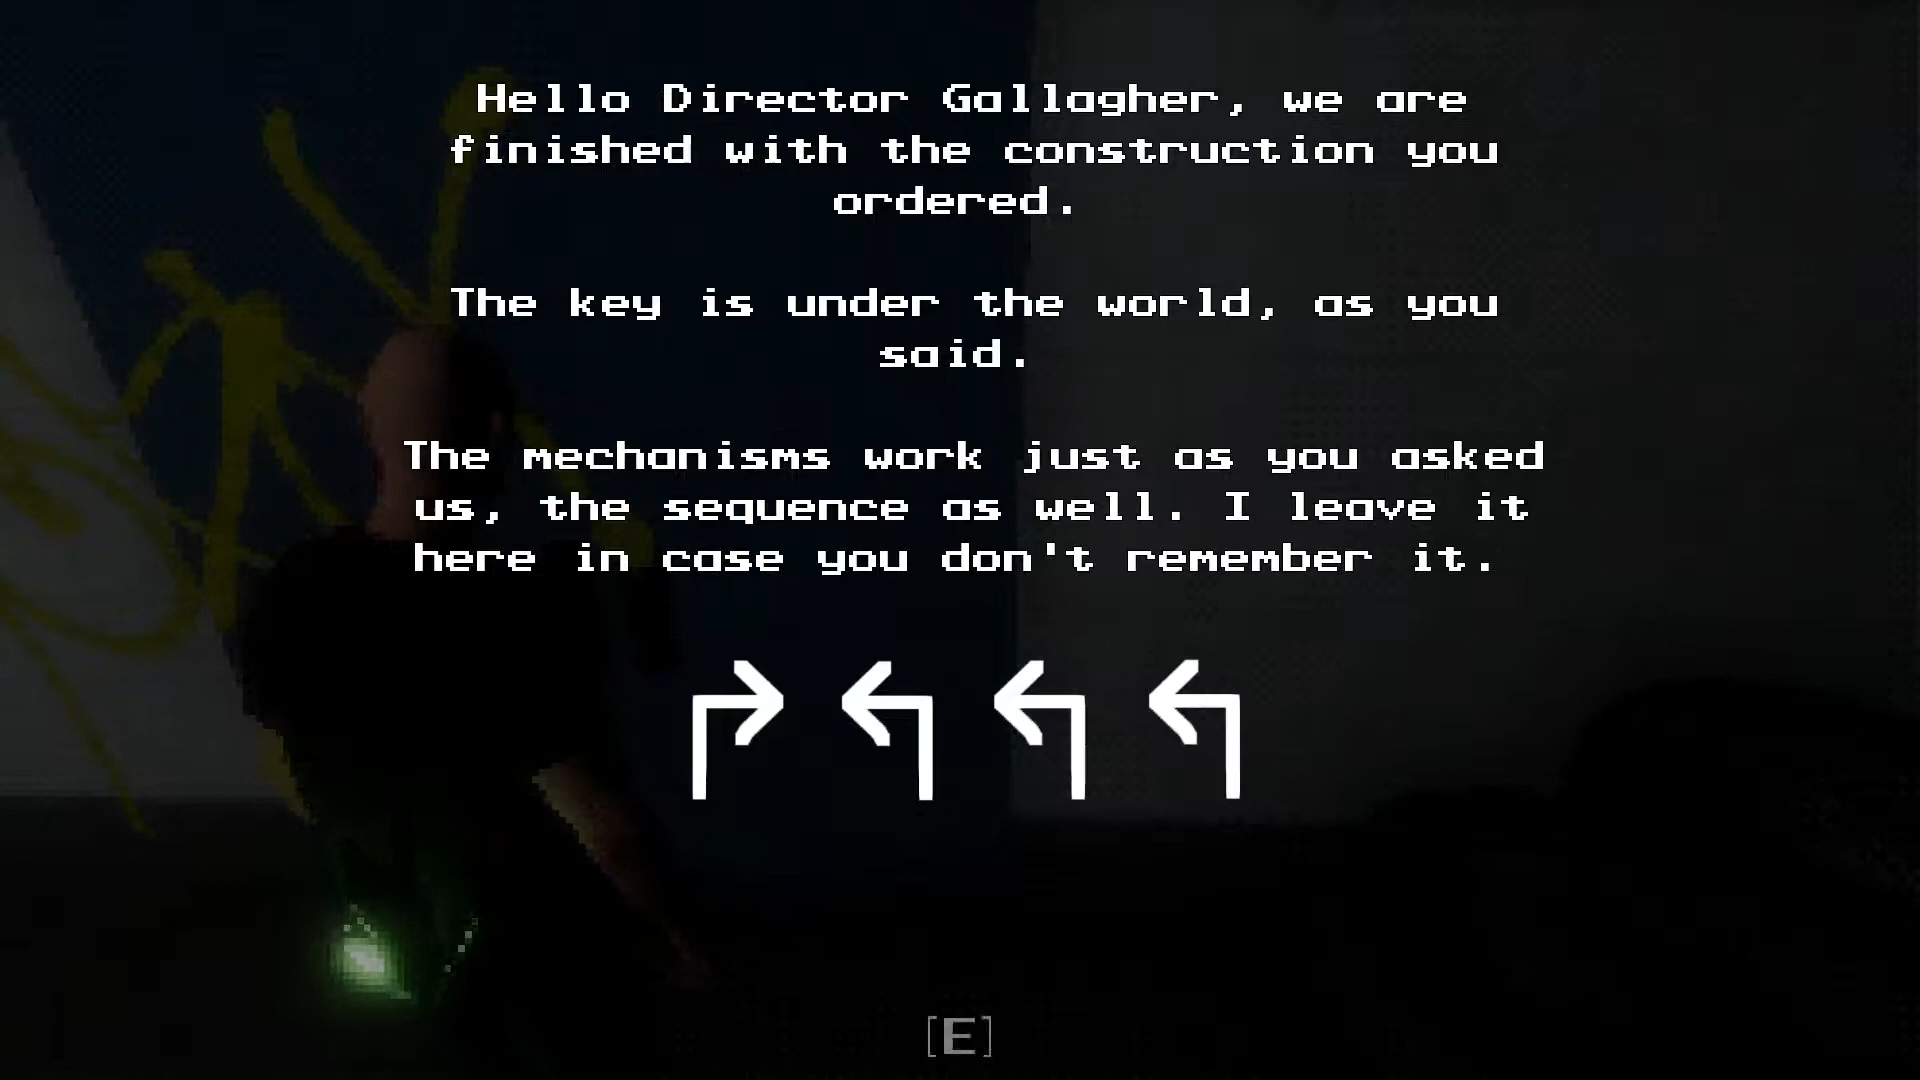 Hello Director Gallagher, we are
finished with the construction you
ordered.
The key is under the world, as you
said.
The mechanisms work just as you asked
us, the sequence as well. I leave it
here in case you don't remember it.
[E]